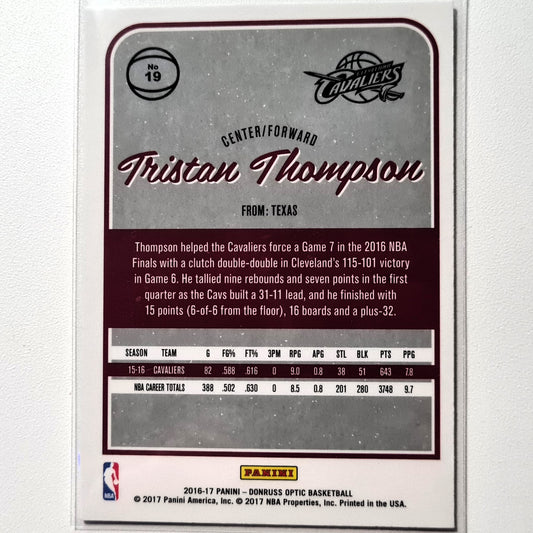 No
19
CLEVELAND
CAVALIERS
CENTER/FORWARD
Tristan Thompson
FROM: TEXAS
Thompson helped the Cavaliers force a Game 7 in the 2016 NBA
Finals with a clutch double-double in Cleveland's 115-101 victory
in Game 6. He tallied nine rebounds and seven points in the first
quarter as the Cavs built a 31-11 lead, and he finished with
15 points (6-of-6 from the floor), 16 boards and a plus-32.
SEASON TEAM G FG% FT% 3PM RPG APG STL BLK PTS PPG
15-16 CAVALIERS 82 .588 .616 0 9.0 0.8 38 51 643 7.8
NBA CAREER TOTALS 388 .502 .630 0 8.5 0.8 201 280 3748 9.7
NBA
PANINI
2016-17 PANINI – DONRUSS OPTIC BASKETBALL
© 2017 Panini America, Inc. © 2017 NBA Properties, Inc. Printed in the USA.